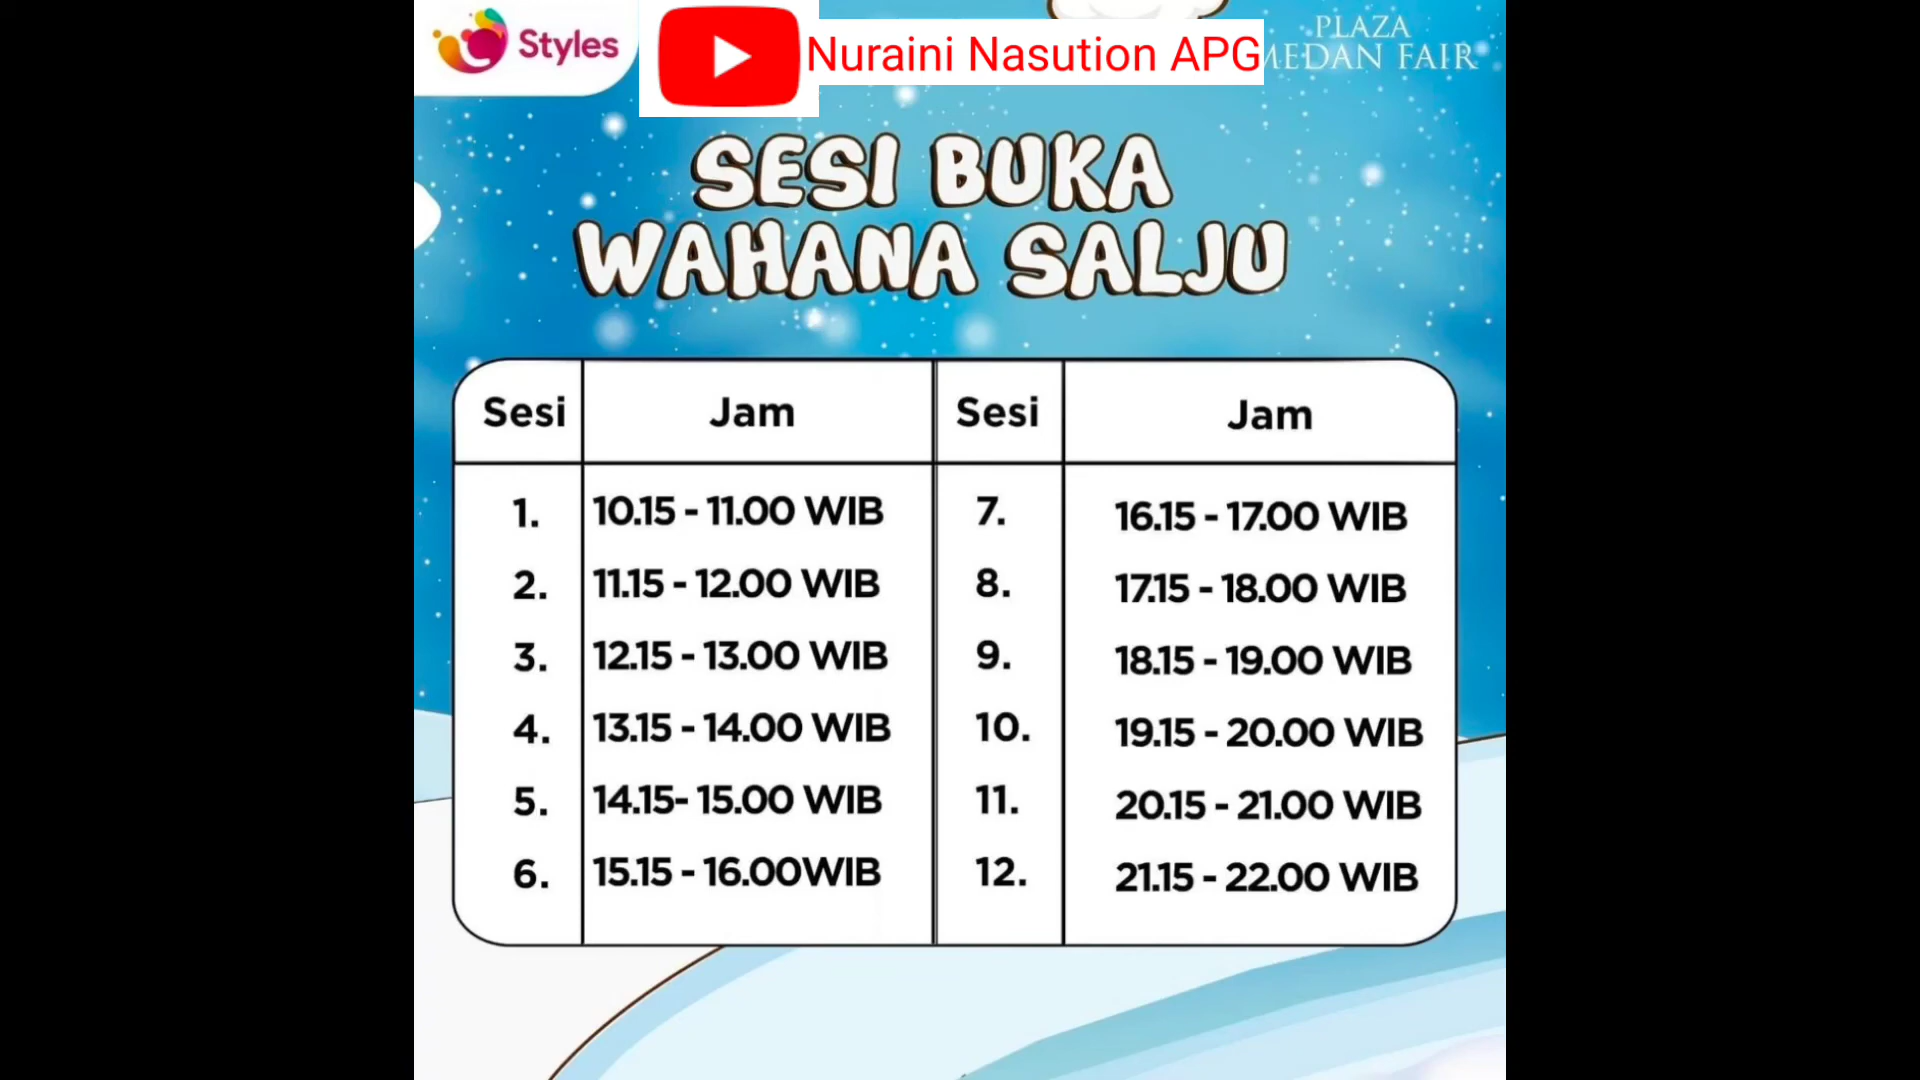 Styles
Nuraini Nasution APG
PLAZA
MEDAN FAIR
SESI BUKA
WAHANA SALJU
Sesi Jam Sesi Jam
1. 10.15 - 11.00 WIB 7. 16.15 - 17.00 WIB
2. 11.15 - 12.00 WIB 8. 17.15 - 18.00 WIB
3. 12.15 - 13.00 WIB 9. 18.15 - 19.00 WIB
4. 13.15 - 14.00 WIB 10. 19.15 - 20.00 WIB
5. 14.15- 15.00 WIB 11. 20.15 - 21.00 WIB
6. 15.15 - 16.00WIB 12. 21.15 - 22.00 WIB